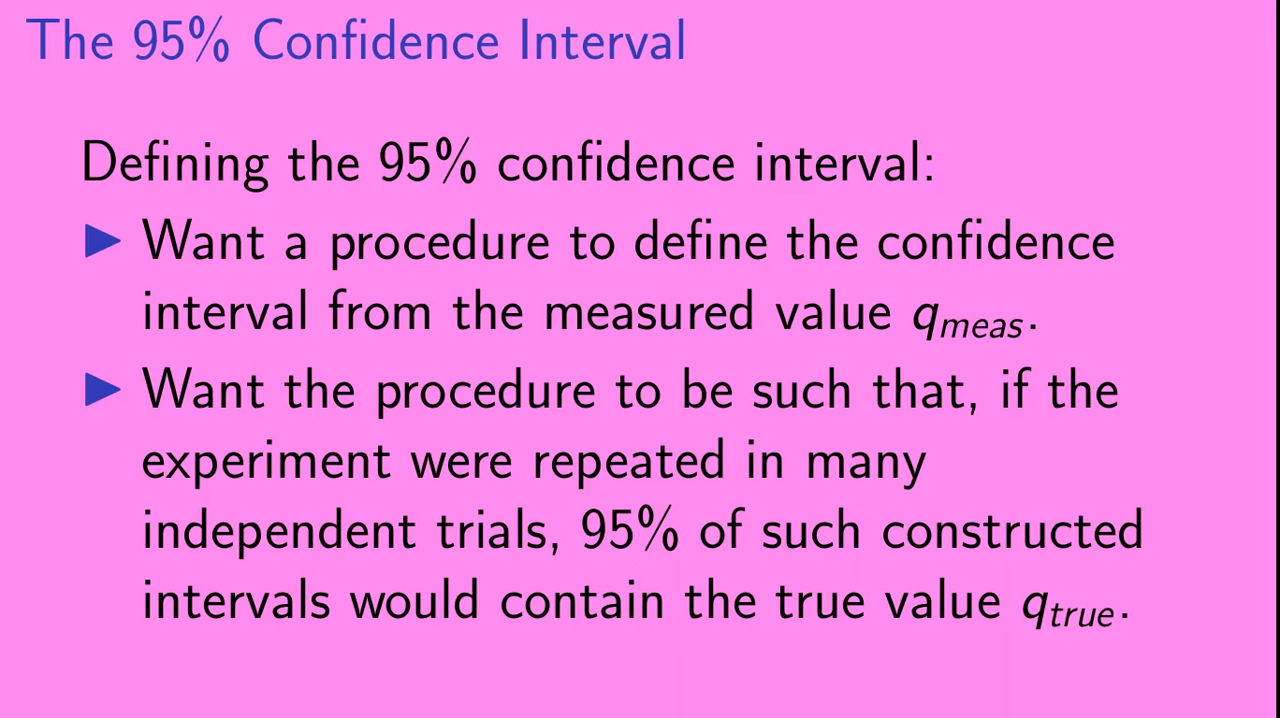 The 95% Confidence Interval
Defining the 95% confidence interval:
▶ Want a procedure to define the confidence
interval from the measured value q_meas.
▶ Want the procedure to be such that, if the
experiment were repeated in many
independent trials, 95% of such constructed
intervals would contain the true value q_true.